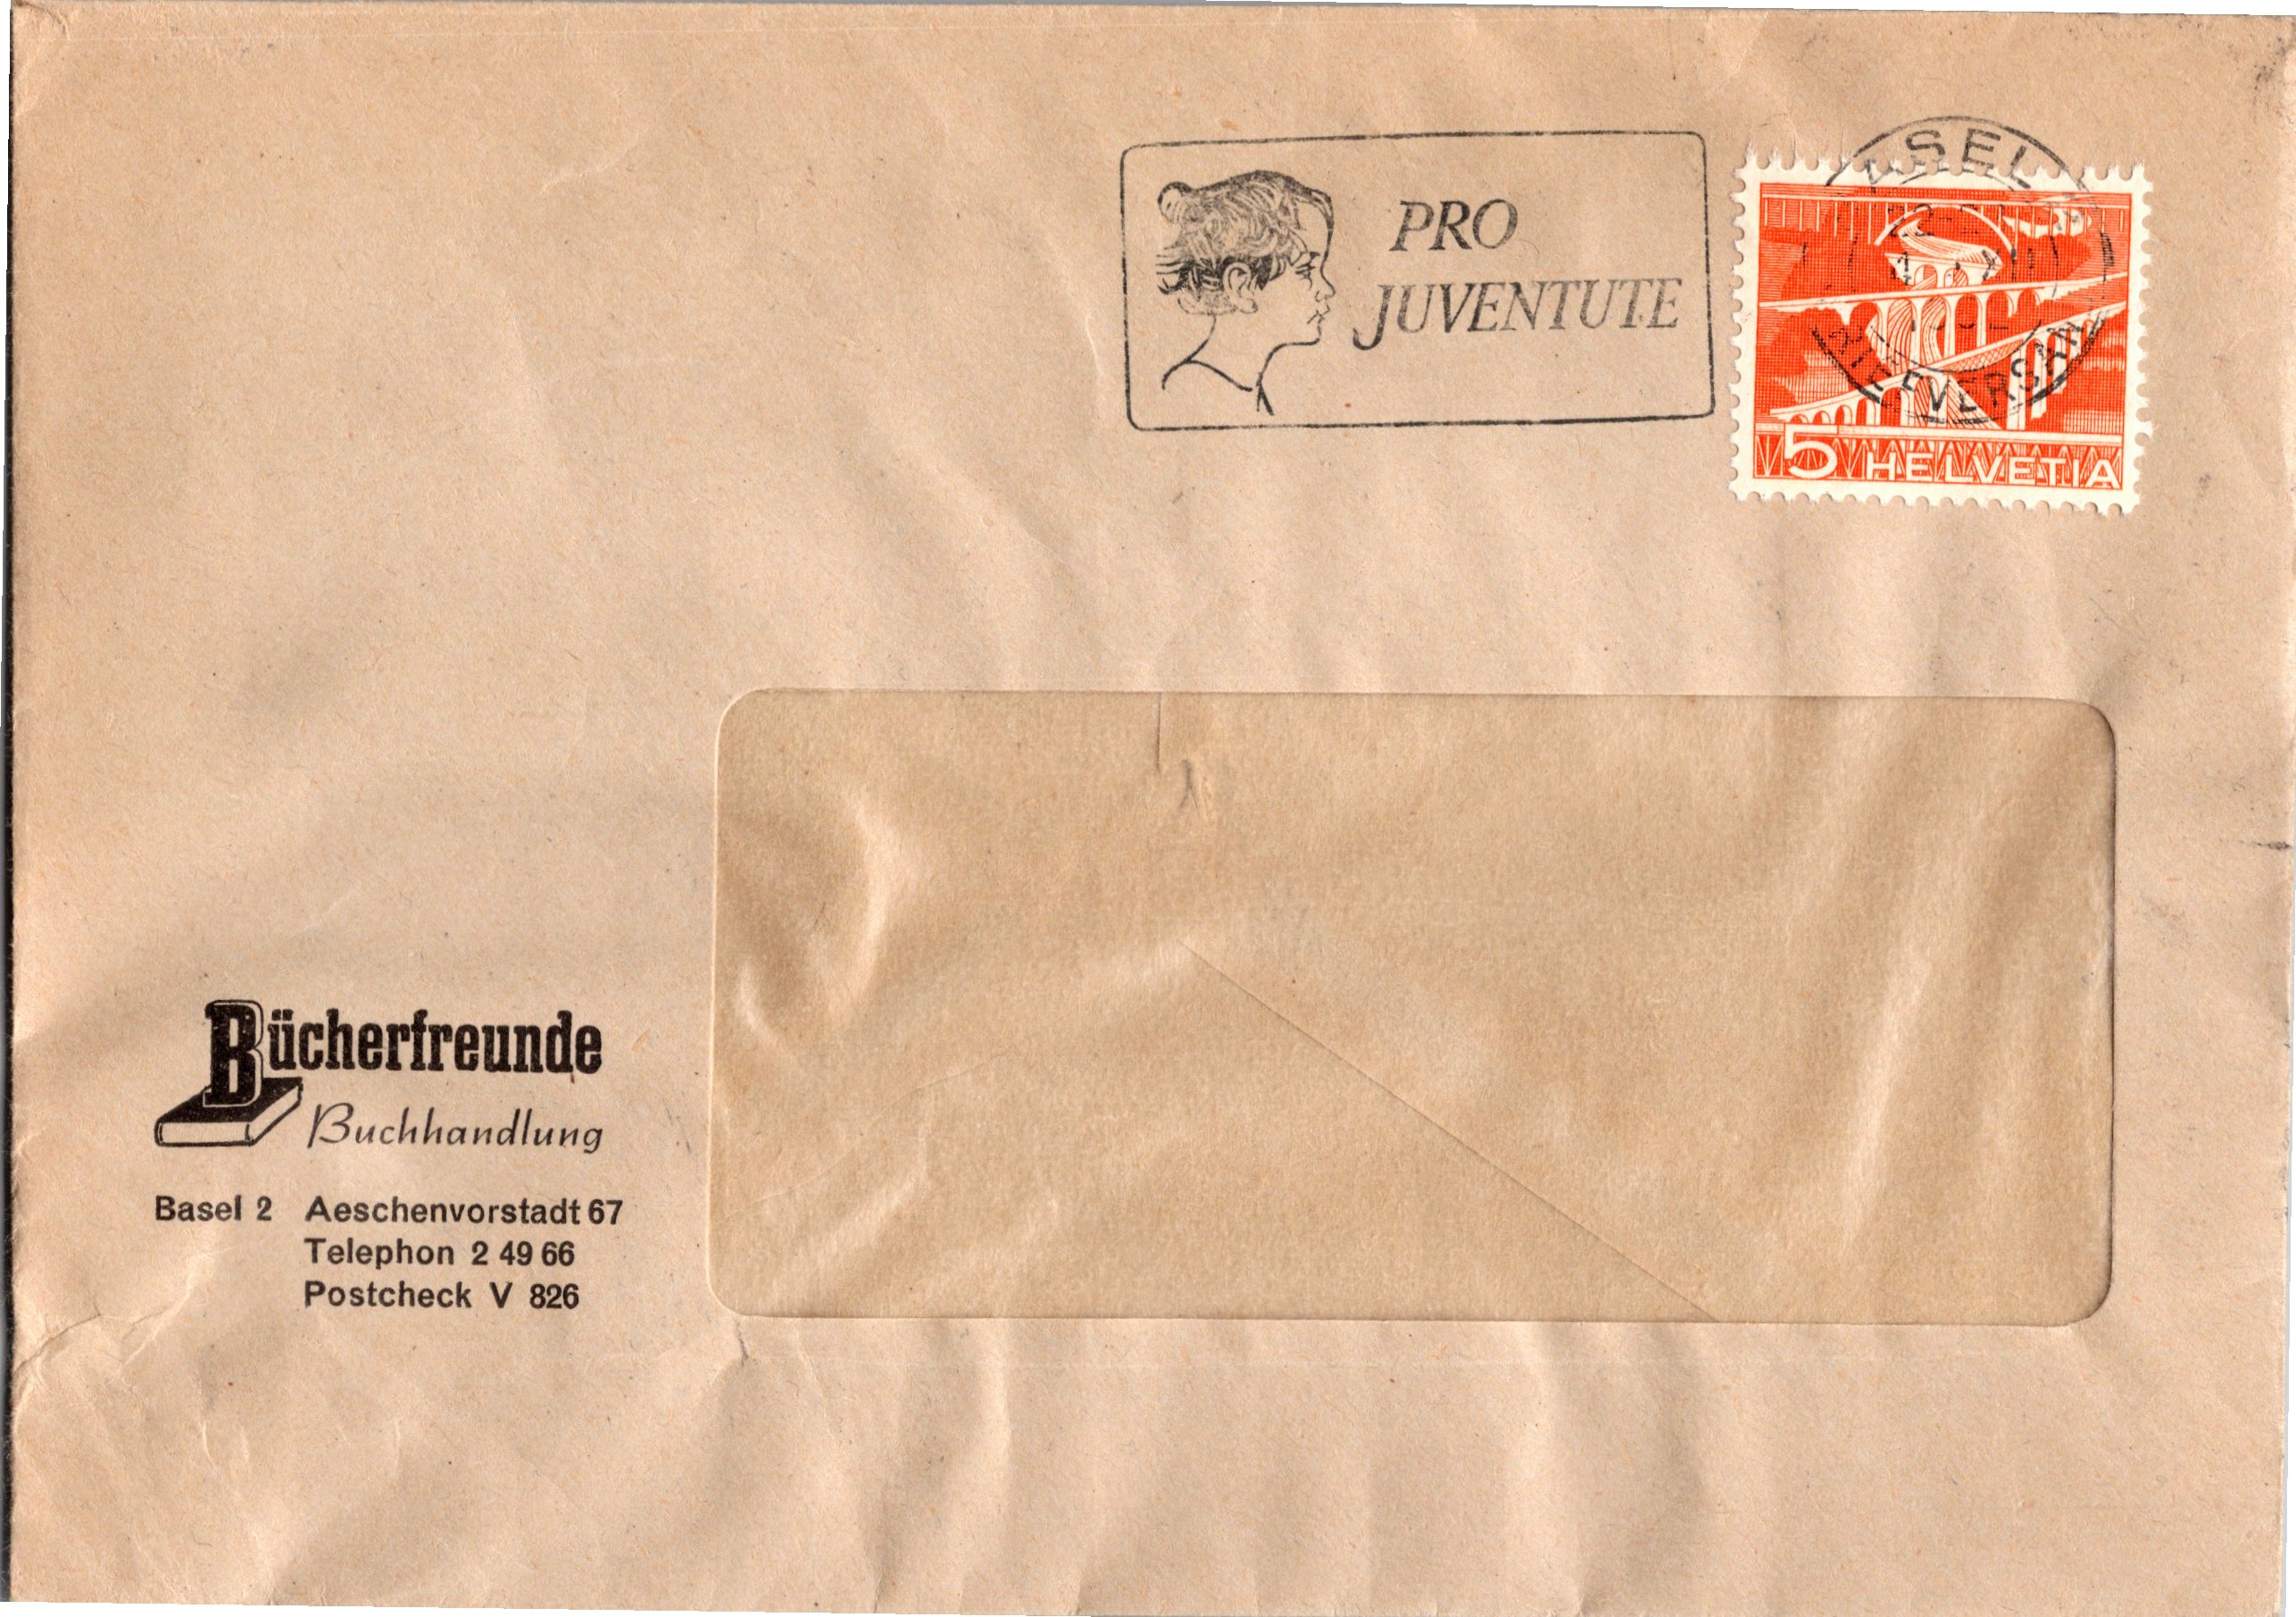 PRO
JUVENTUTE
5 HELVETIA
Bücherfreunde
Buchhandlung
Basel 2 Aeschenvorstadt 67
Telephon 2 49 66
Postcheck V 826